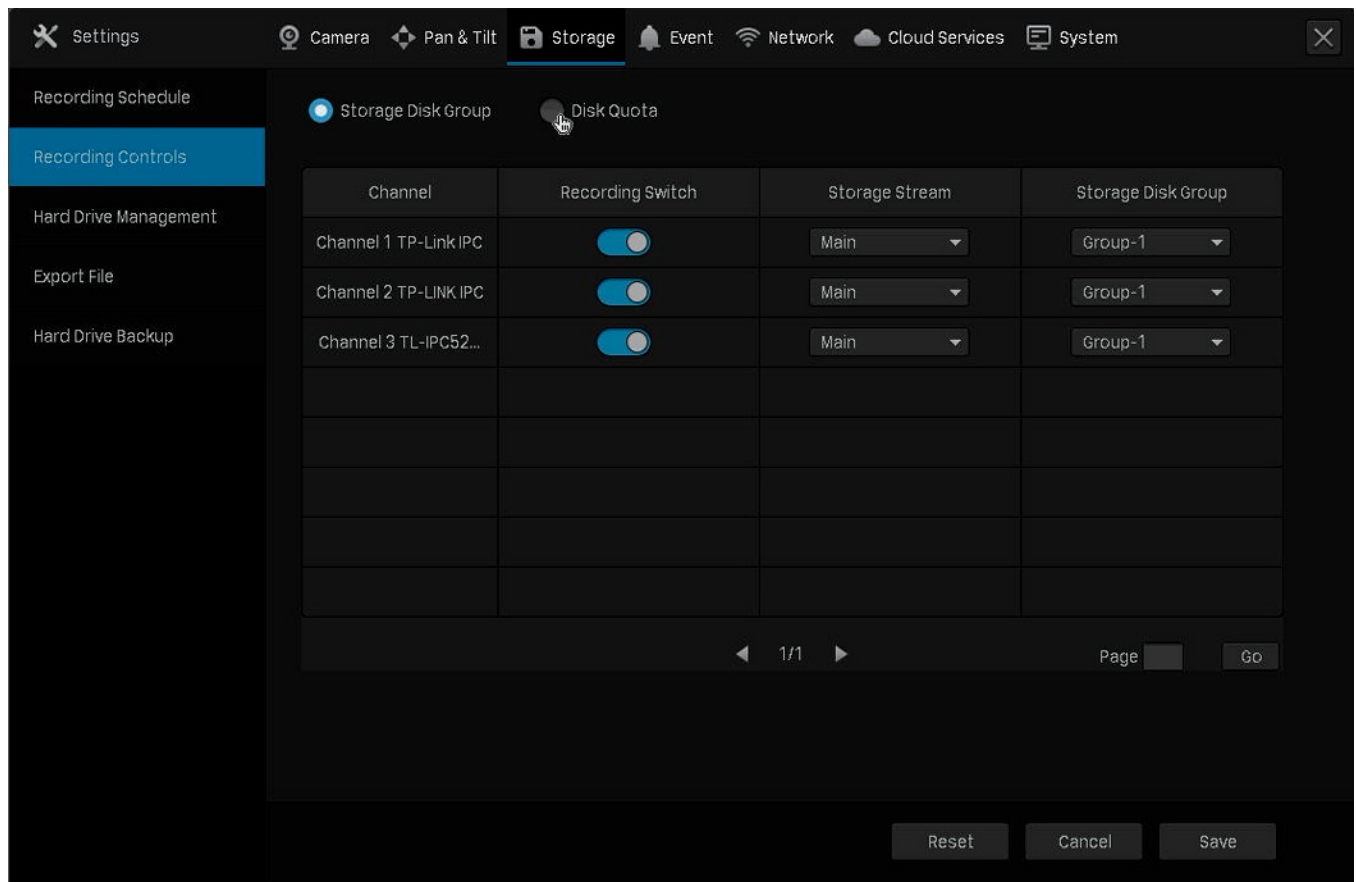 Settings Camera Pan & Tilt Storage Event Network Cloud Services System
Recording Schedule
Recording Controls
Hard Drive Management
Export File
Hard Drive Backup
Storage Disk Group Disk Quota
Channel Recording Switch Storage Stream Storage Disk Group
Channel 1 TP-Link IPC Main Group-1
Channel 2 TP-LINK IPC Main Group-1
Channel 3 TL-IPC52... Main Group-1
1/1 Page Go
Reset Cancel Save